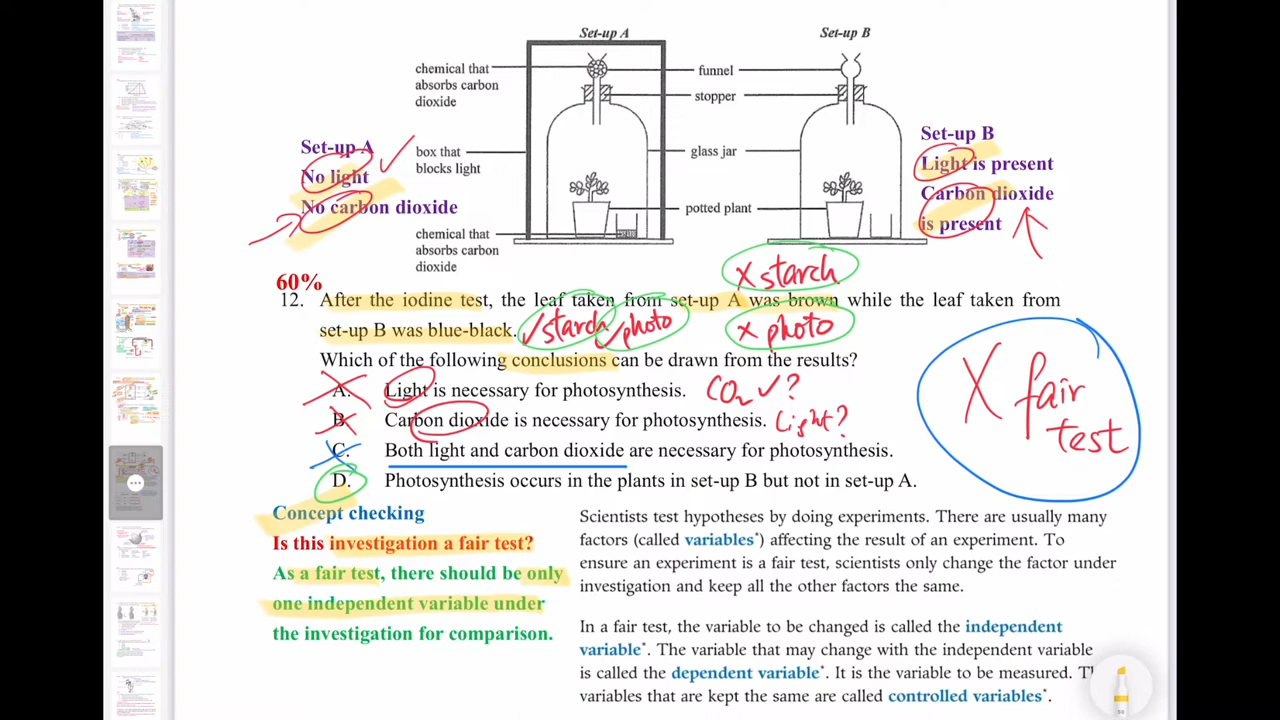 Set-up A
Set-up B
chemical that
absorbs carbon
dioxide
funnel
stopper
Set-up A
No light
No carbon dioxide
box that
blocks light
glass jar
Set-up B
Light is present
Carbon dioxide
is present
potted plant
chemical that
absorbs carbon
dioxide
X starch
60%
12. After the iodine test, the leaf taken from set-up A was brown while the leaf taken from
set-up B was blue-black.
✓starch ✓photo
X photo
Which of the following conclusions can be drawn from the results?
A. Light is necessary for photosynthesis.
CO2 ✓?
B. Carbon dioxide is necessary for photosynthesis.
Light?
C. Both light and carbon dioxide are necessary for photosynthesis.
D. Photosynthesis occurs in the plants in set-up B but not in set-up A.
X fair
test
Concept checking
Is this investigation a fair test?
As a fair test, there should be only
one independent variable under
the investigation for comparison.
Scientists test hypotheses by doing experiments. There are usually many
factors (called variables*) affecting the result of an experiment. To
ensure an experiment is a fair test, scientists only change the factor under
investigation and keep all the other factors the same.
In a fair test, the variable to be changed is called the independent
variable*. The variable that may change with the independent variable
is called the dependent variable the variable to be measured.
variables are kept the same called controlled variables*.